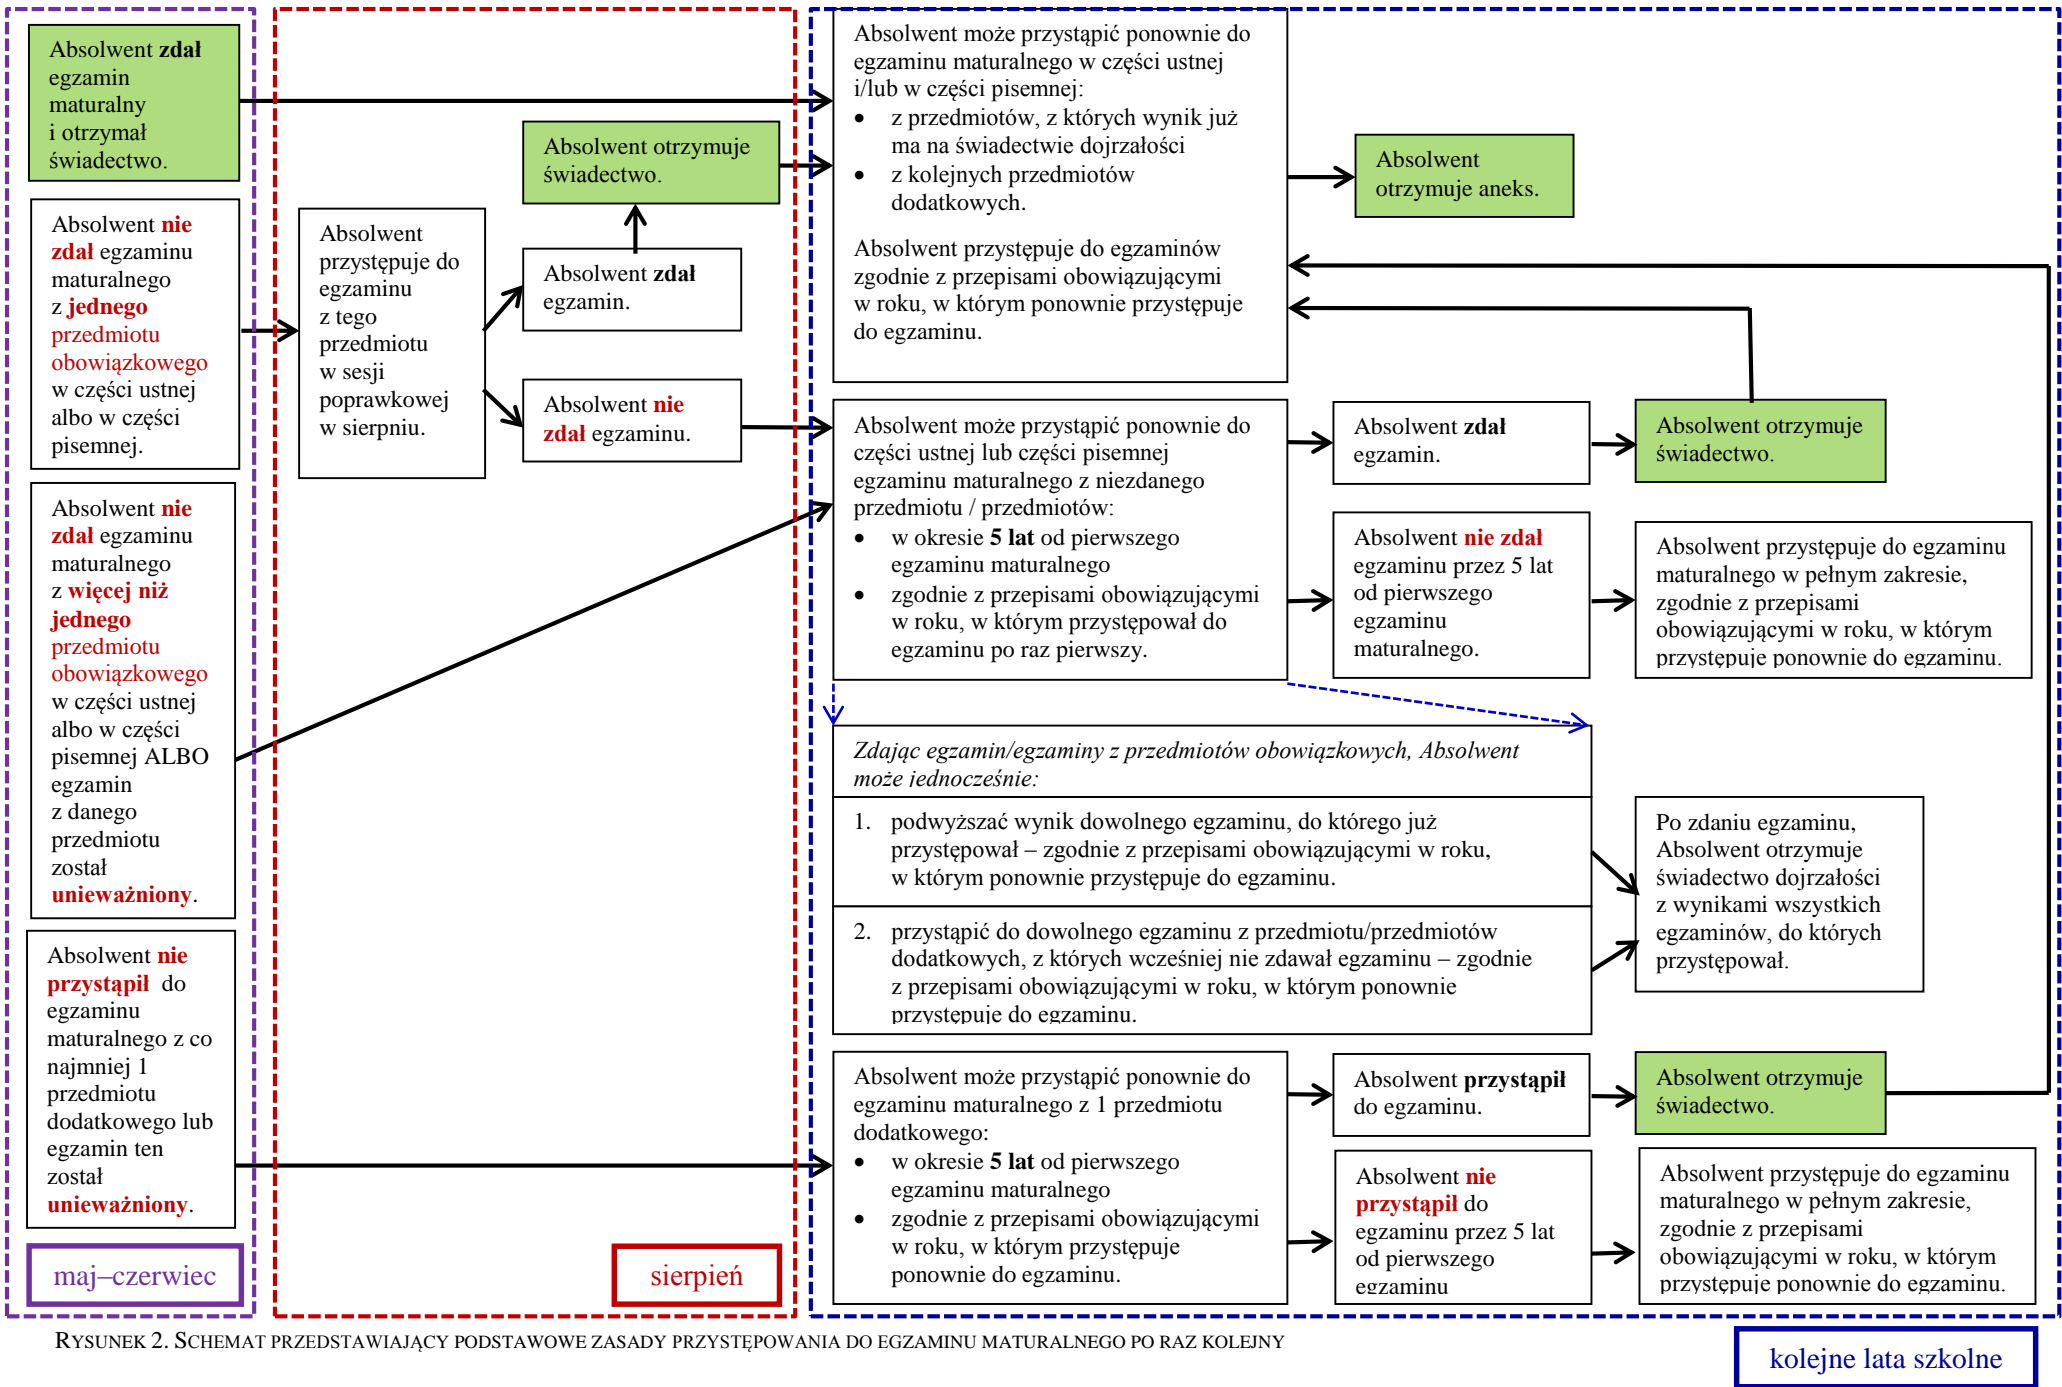 Absolwent zdał
egzamin
maturalny
i otrzymał
świadectwo.
Absolwent nie
zdał egzaminu
maturalnego
z jednego
przedmiotu
obowiązkowego
w części ustnej
albo w części
pisemnej.
Absolwent nie
zdał egzaminu
maturalnego
z więcej niż
jednego
przedmiotu
obowiązkowego
w części ustnej
albo w części
pisemnej ALBO
egzamin
z danego
przedmiotu
został
unieważniony.
Absolwent nie
przystąpił do
egzaminu
maturalnego z co
najmniej 1
przedmiotu
dodatkowego lub
egzamin ten
został
unieważniony.
maj–czerwiec
Absolwent
przystępuje do
egzaminu
z tego
przedmiotu
w sesji
poprawkowej
w sierpniu.
Absolwent otrzymuje
świadectwo.
Absolwent zdał
egzamin.
Absolwent nie
zdał egzaminu.
sierpień
Absolwent może przystąpić ponownie do
egzaminu maturalnego w części ustnej
i/lub w części pisemnej:
• z przedmiotów, z których wynik już
ma na świadectwie dojrzałości
• z kolejnych przedmiotów
dodatkowych.
Absolwent przystępuje do egzaminów
zgodnie z przepisami obowiązującymi
w roku, w którym ponownie przystępuje
do egzaminu.
Absolwent
otrzymuje aneks.
Absolwent może przystąpić ponownie do
części ustnej lub części pisemnej
egzaminu maturalnego z niezdanego
przedmiotu / przedmiotów:
• w okresie 5 lat od pierwszego
egzaminu maturalnego
• zgodnie z przepisami obowiązującymi
w roku, w którym przystępował do
egzaminu po raz pierwszy.
Absolwent zdał
egzamin.
Absolwent otrzymuje
świadectwo.
Absolwent nie zdał
egzaminu przez 5 lat
od pierwszego
egzaminu
maturalnego.
Absolwent przystępuje do egzaminu
maturalnego w pełnym zakresie,
zgodnie z przepisami
obowiązującymi w roku, w którym
przystępuje ponownie do egzaminu.
Zdając egzamin/egzaminy z przedmiotów obowiązkowych, Absolwent
może jednocześnie:
1. podwyższać wynik dowolnego egzaminu, do którego już
przystępował – zgodnie z przepisami obowiązującymi w roku,
w którym ponownie przystępuje do egzaminu.
2. przystąpić do dowolnego egzaminu z przedmiotu/przedmiotów
dodatkowych, z których wcześniej nie zdawał egzaminu – zgodnie
z przepisami obowiązującymi w roku, w którym ponownie
przystępuje do egzaminu.
Po zdaniu egzaminu,
Absolwent otrzymuje
świadectwo dojrzałości
z wynikami wszystkich
egzaminów, do których
przystępował.
Absolwent może przystąpić ponownie do
egzaminu maturalnego z 1 przedmiotu
dodatkowego:
• w okresie 5 lat od pierwszego
egzaminu maturalnego
• zgodnie z przepisami obowiązującymi
w roku, w którym przystępuje
ponownie do egzaminu.
Absolwent przystąpił
do egzaminu.
Absolwent otrzymuje
świadectwo.
Absolwent nie
przystąpił do
egzaminu przez 5 lat
od pierwszego
egzaminu
Absolwent przystępuje do egzaminu
maturalnego w pełnym zakresie,
zgodnie z przepisami
obowiązującymi w roku, w którym
przystępuje ponownie do egzaminu.
RYSUNEK 2. SCHEMAT PRZEDSTAWIAJĄCY PODSTAWOWE ZASADY PRZYSTĘPOWANIA DO EGZAMINU MATURALNEGO PO RAZ KOLEJNY
kolejne lata szkolne